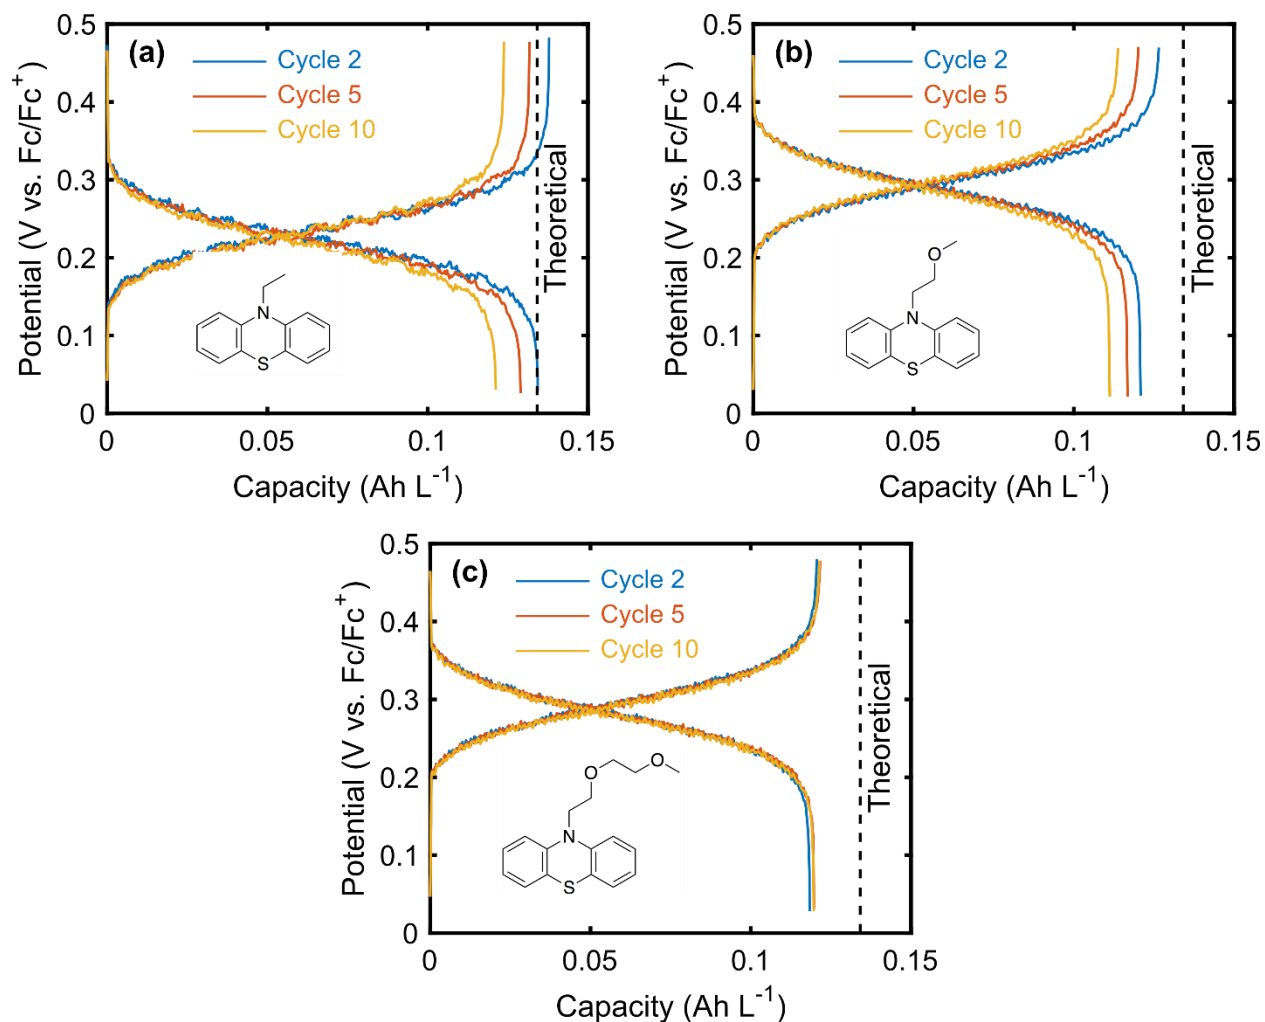 (a)
Cycle 2
Cycle 5
Cycle 10
Theoretical
Potential (V vs. Fc/Fc⁺)
0.5
0.4
0.3
0.2
0.1
0
N
S
0
0.05
0.1
0.15
Capacity (Ah L⁻¹)
(b)
Cycle 2
Cycle 5
Cycle 10
Theoretical
Potential (V vs. Fc/Fc⁺)
0.5
0.4
0.3
0.2
0.1
0
O
N
S
0
0.05
0.1
0.15
Capacity (Ah L⁻¹)
(c)
Cycle 2
Cycle 5
Cycle 10
Theoretical
Potential (V vs. Fc/Fc⁺)
0.5
0.4
0.3
0.2
0.1
0
O
O
N
S
0
0.05
0.1
0.15
Capacity (Ah L⁻¹)